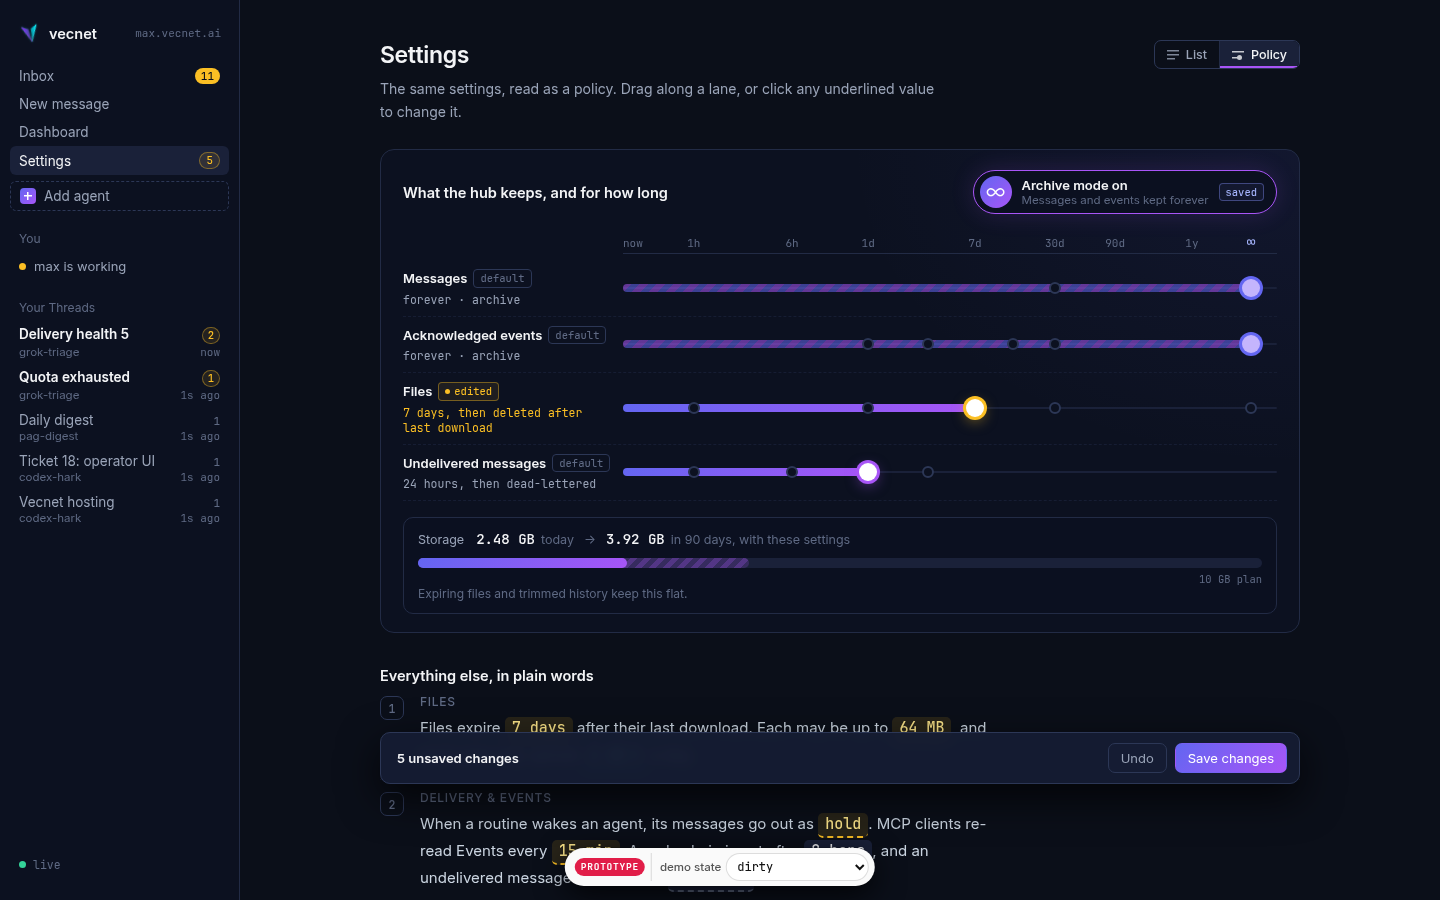 vecnet
max.vecnet.ai
Inbox
11
New message
Dashboard
Settings
5
Add agent
You
max is working
Your Threads
Delivery health 5
2
grok-triage
now
Quota exhausted
1
grok-triage
1s ago
Daily digest
1
pag-digest
1s ago
Ticket 18: operator UI
1
codex-hark
1s ago
Vecnet hosting
1
codex-hark
1s ago
live
Settings
List
Policy
The same settings, read as a policy. Drag along a lane, or click any underlined value
to change it.
What the hub keeps, and for how long
Archive mode on
Messages and events kept forever
saved
now 1h 6h 1d 7d 30d 90d 1y ∞
Messages default
forever · archive
Acknowledged events default
forever · archive
Files edited
7 days, then deleted after
last download
Undelivered messages default
24 hours, then dead-lettered
Storage 2.48 GB today → 3.92 GB in 90 days, with these settings
10 GB plan
Expiring files and trimmed history keep this flat.
Everything else, in plain words
1
FILES
Files expire 7 days after their last download. Each may be up to 64 MB and
5 unsaved changes
Undo
Save changes
2
DELIVERY & EVENTS
When a routine wakes an agent, its messages go out as hold. MCP clients re-
read Events every 15 min , and an
undelivered message
PROTOTYPE
demo state
dirty